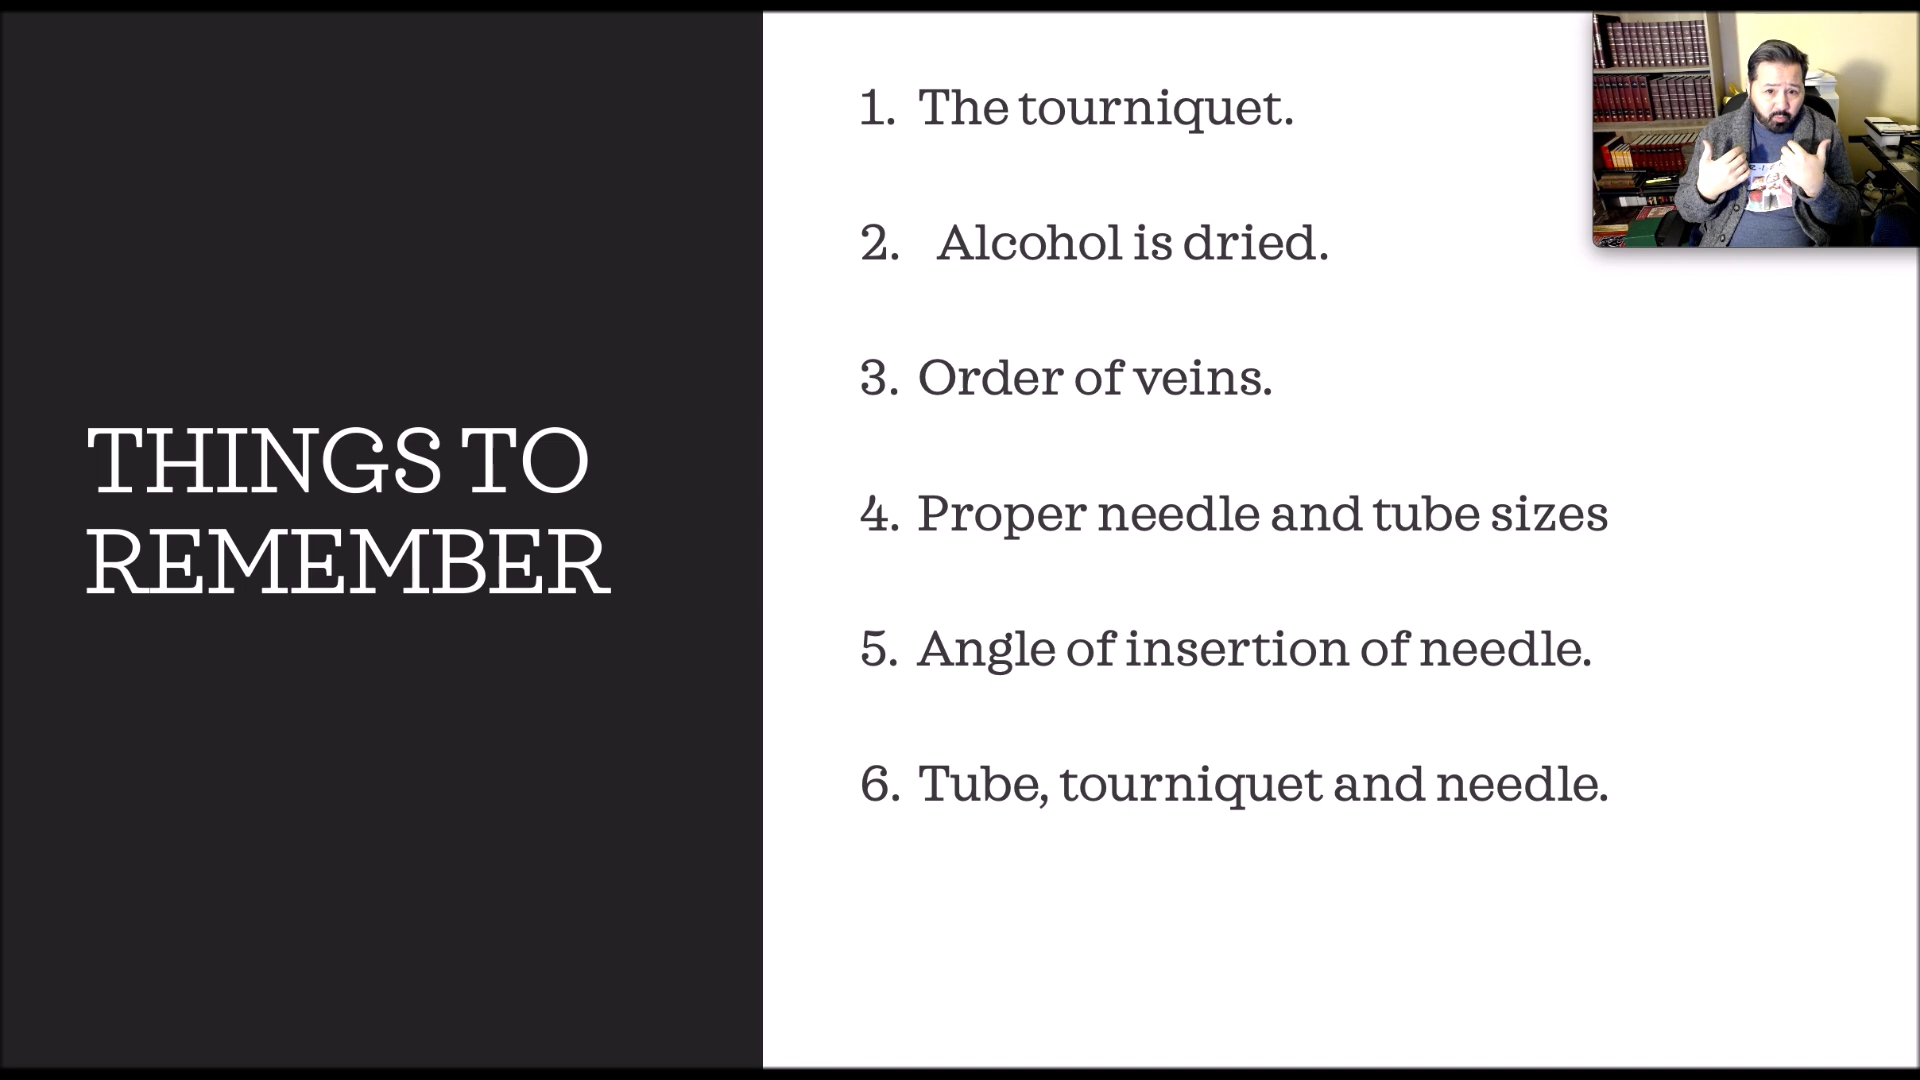 THINGS TO
REMEMBER
1. The tourniquet.
2. Alcohol is dried.
3. Order of veins.
4. Proper needle and tube sizes
5. Angle of insertion of needle.
6. Tube, tourniquet and needle.